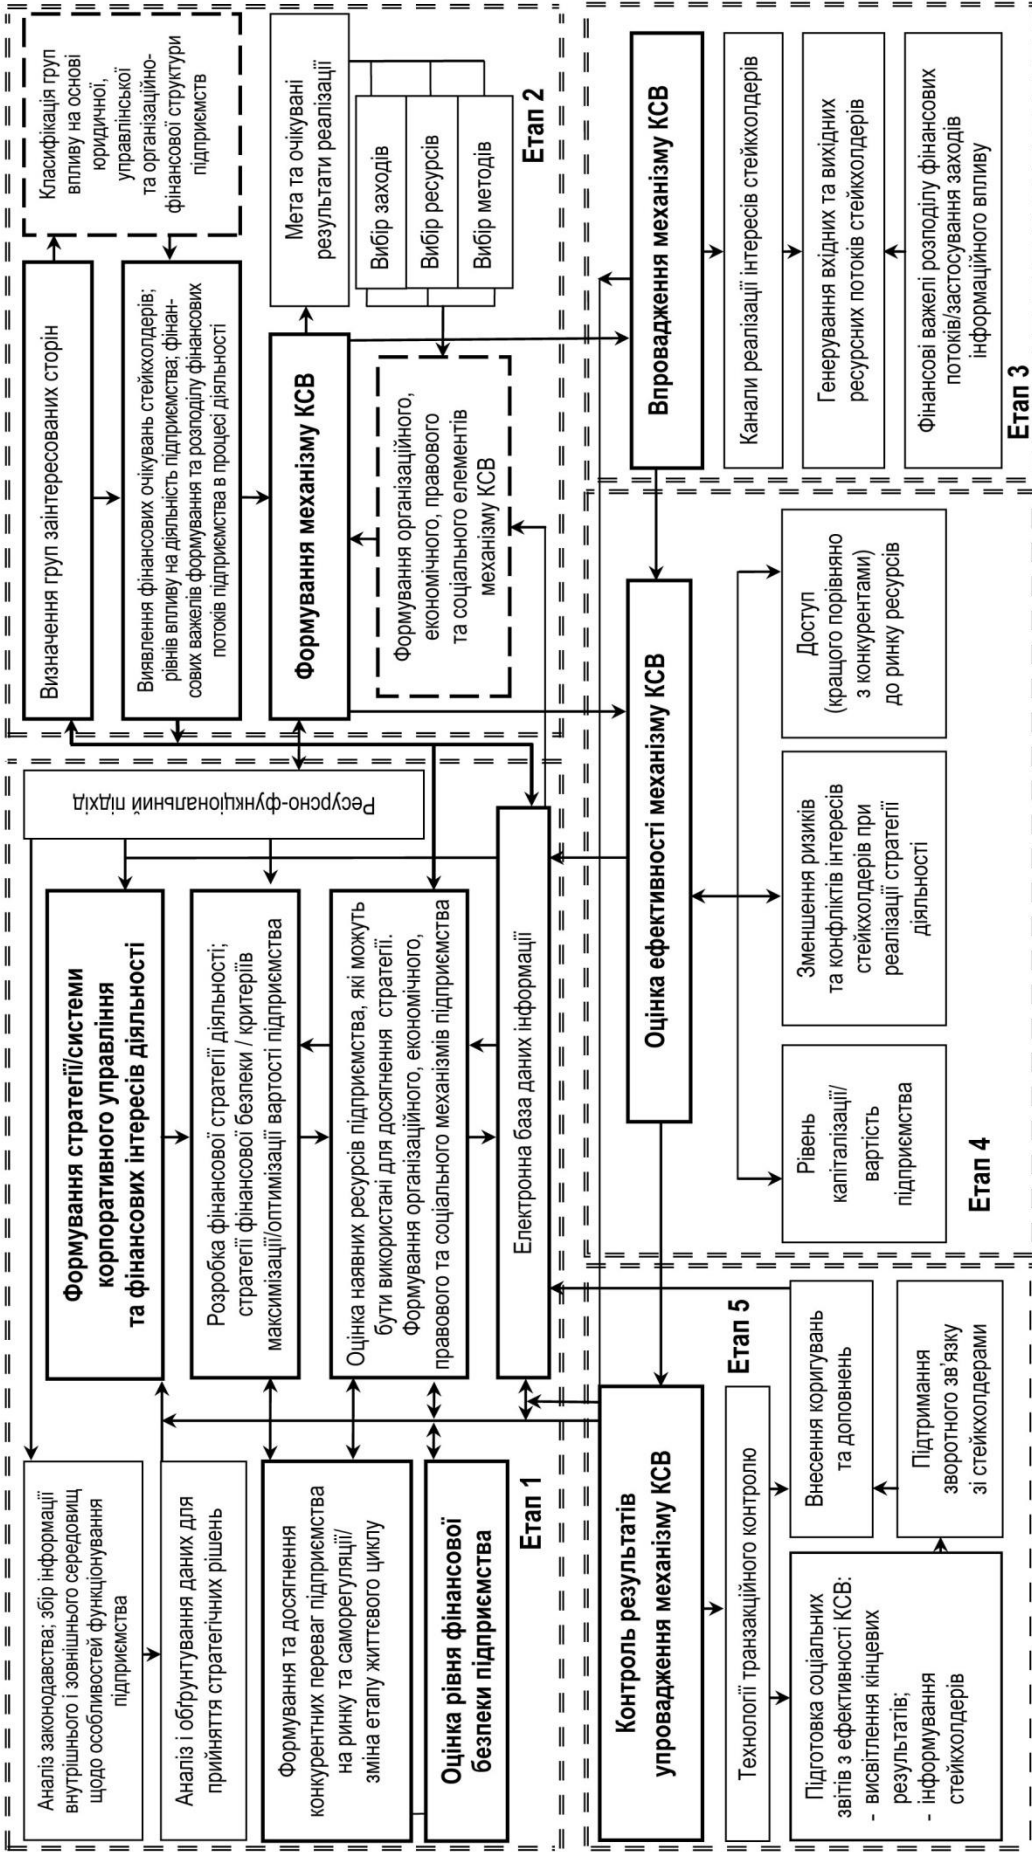 Аналіз законодавства; збір інформації
внутрішнього і зовнішнього середовищ
щодо особливостей функціонування
підприємства
Аналіз і обґрунтування даних для
прийняття стратегічних рішень
Формування та досягнення
конкурентних переваг підприємства
на ринку та саморегуляції/
зміна етапу життєвого циклу
Оцінка рівня фінансової
безпеки підприємства
Етап 1
Формування стратегії/системи
корпоративного управління
та фінансових інтересів діяльності
Розробка фінансової стратегії діяльності;
стратегії фінансової безпеки / критеріїв
максимізації/оптимізації вартості підприємства
Оцінка наявних ресурсів підприємства, які можуть
бути використані для досягнення стратегії.
Формування організаційного, економічного,
правового та соціального механізмів підприємства
Електронна база даних інформації
Ресурсно-функціональний підхід
Визначення груп заінтересованих сторін
Виявлення фінансових очікувань стейкхолдерів;
рівнів впливу на діяльність підприємства; фінан-
сових важелів формування та розподілу фінансових
потоків підприємства в процесі діяльності
Формування механізму КСВ
Формування організаційного,
економічного, правового
та соціального елементів
механізму КСВ
Класифікація груп
впливу на основі
юридичної,
управлінської
та організаційно-
фінансової структури
підприємств
Мета та очікувані
результати реалізації
Вибір заходів
Вибір ресурсів
Вибір методів
Етап 2
Контроль результатів
упровадження механізму КСВ
Технології транзакційного контролю
Етап 5
Підготовка соціальних
звітів з ефективності КСВ:
- висвітлення кінцевих
результатів;
- інформування
стейкхолдерів
Внесення коригувань
та доповнень
Підтримання
зворотного зв’язку
зі стейкхолдерами
Оцінка ефективності механізму КСВ
Рівень
капіталізації/
вартість
підприємства
Зменшення ризиків
та конфліктів інтересів
стейкхолдерів при
реалізації стратегії
діяльності
Доступ
(кращого порівняно
з конкурентами)
до ринку ресурсів
Етап 4
Впровадження механізму КСВ
Канали реалізації інтересів стейкхолдерів
Генерування вхідних та вихідних
ресурсних потоків стейкхолдерів
Фінансові важелі розподілу фінансових
потоків/застосування заходів
інформаційного впливу
Етап 3